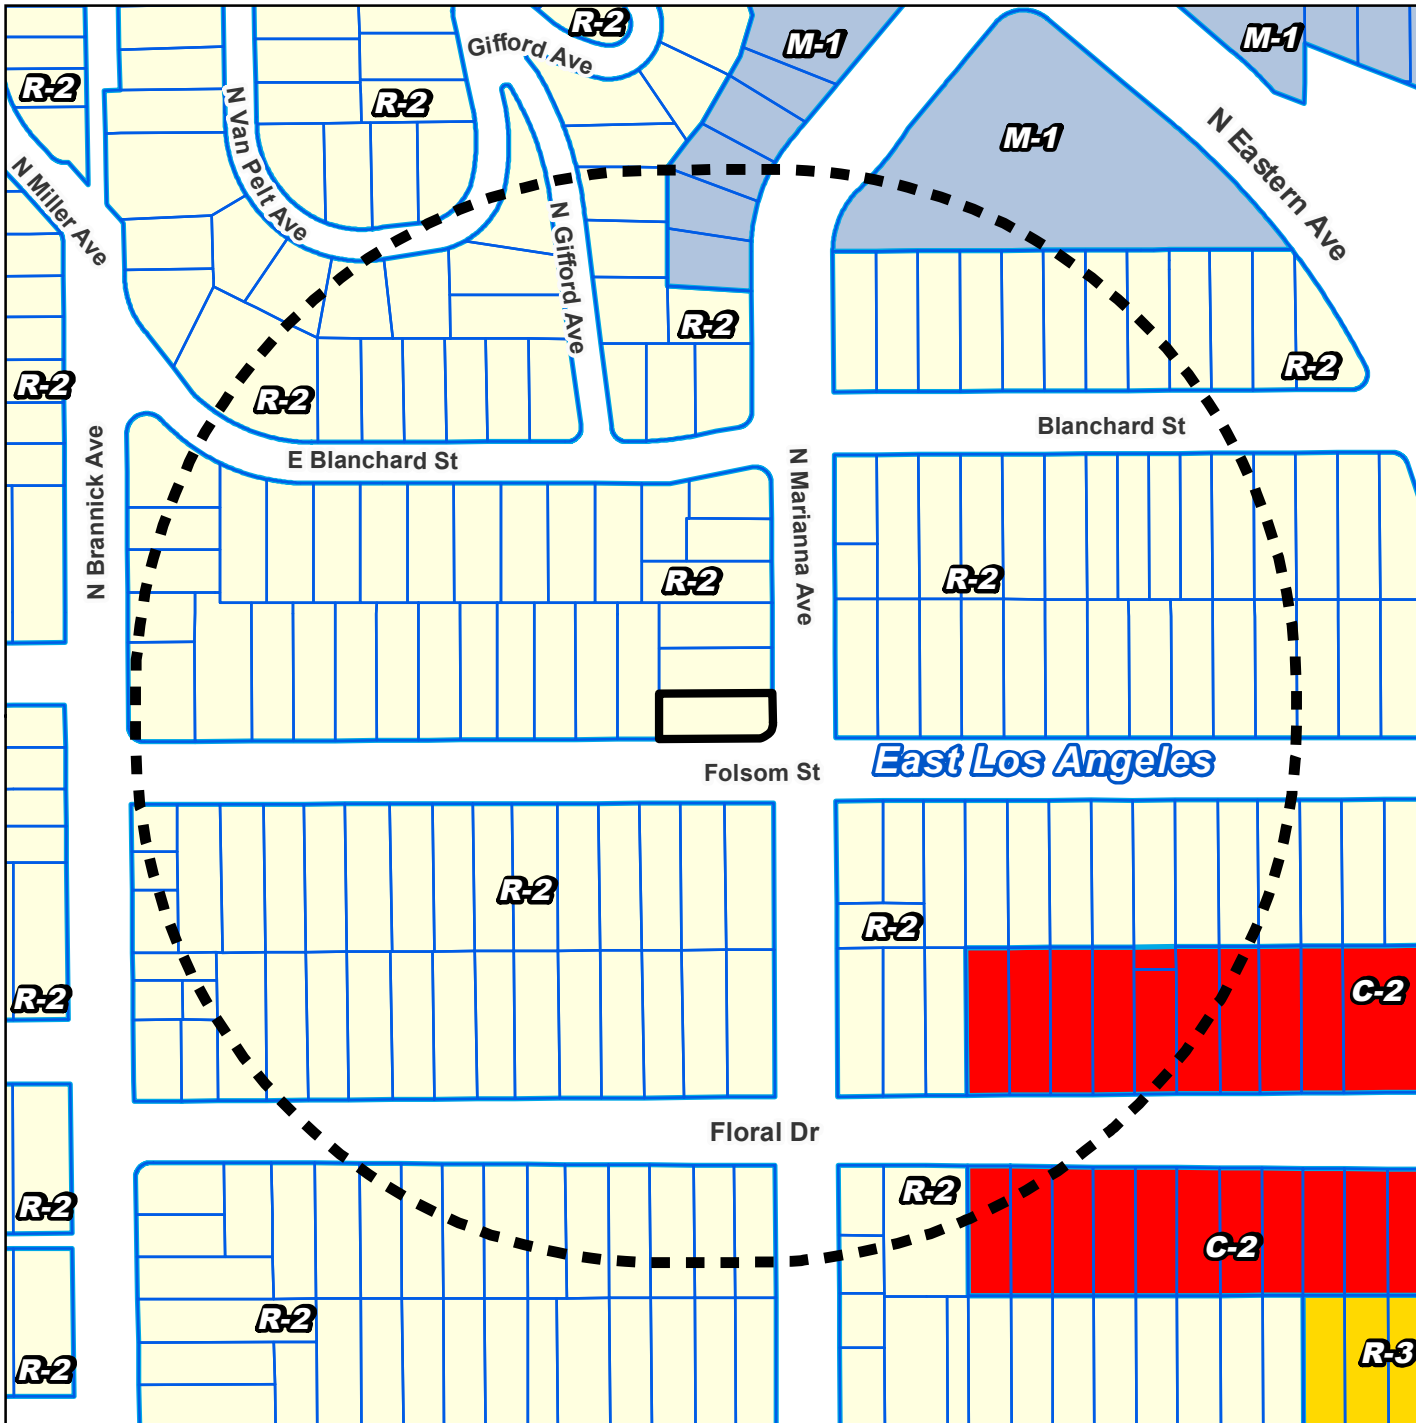 R-2
Gifford Ave
M-1
M-1
R-2
R-2
N Van Pelt Ave
M-1
N Eastern Ave
N Miller Ave
N Gifford Ave
R-2
R-2
R-2
R-2
Blanchard St
E Blanchard St
N Brannick Ave
N Marianna Ave
R-2
R-2
Folsom St
East Los Angeles
R-2
R-2
R-2
C-2
Floral Dr
R-2
R-2
C-2
R-2
R-2
R-3